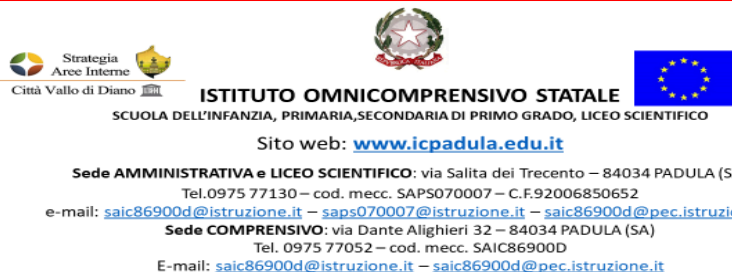 Strategia
Aree Interne
Città Vallo di Diano
ISTITUTO OMNICOMPRENSIVO STATALE
SCUOLA DELL'INFANZIA, PRIMARIA,SECONDARIA DI PRIMO GRADO, LICEO SCIENTIFICO
Sito web: www.icpadula.edu.it
Sede AMMINISTRATIVA e LICEO SCIENTIFICO: via Salita dei Trecento – 84034 PADULA (S
Tel.0975 77130 – cod. mecc. SAPS070007 – C.F.92006850652
e-mail: saic86900d@istruzione.it – saps070007@istruzione.it – saic86900d@pec.istruzi
Sede COMPRENSIVO: via Dante Alighieri 32 – 84034 PADULA (SA)
Tel. 0975 77052 – cod. mecc. SAIC86900D
E-mail: saic86900d@istruzione.it – saic86900d@pec.istruzione.it